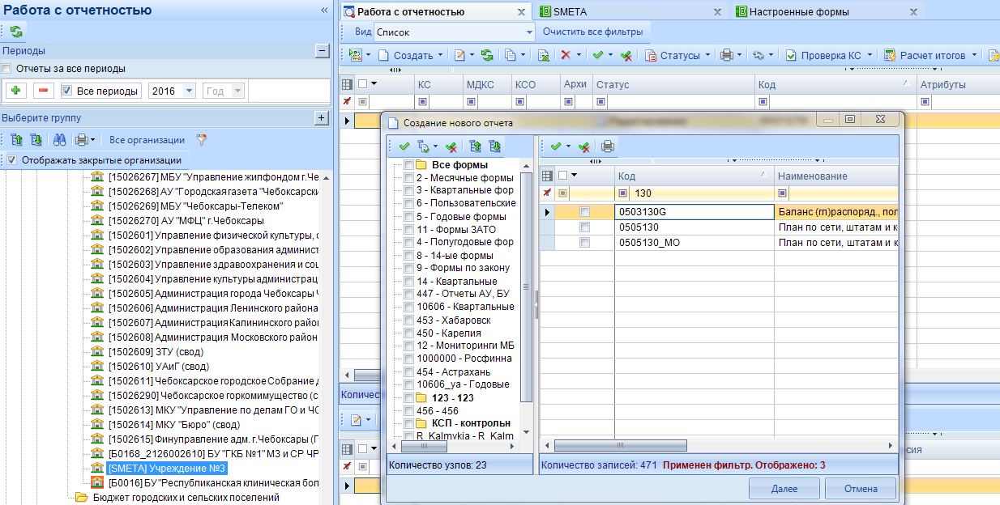 Работа с отчетностью
Периоды
Отчеты за все периоды
Все периоды 2016 Год
Выберите группу
Все организации
Отображать закрытые организации
[15026267] МБУ "Управление жилфондом г.Че
[15026268] АУ "Городская газета "Чебоксарски
[15026269] МБУ "Чебоксары-Телеком"
[15026270] АУ "МФЦ" г.Чебоксары
[1502601] Управление физической культуры, с
[1502602] Управление образования админист
[1502603] Управление здравоохранения и соц
[1502604] Управление культуры администрац
[1502605] Администрация города Чебоксары Ч
[1502606] Администрация Ленинского района
[1502607] Администрация Калининского райо
[1502608] Администрация Московского район
[1502609] ЗТУ (свод)
[1502610] УАиГ (свод)
[1502611] Чебоксарское городское Собрание д
[15026290] Чебоксарское горкомимущество (с
[1502613] МКУ "Управление по делам ГО и ЧС
[1502614] МКУ "Бюро" (свод)
[1502615] Финуправление адм. г.Чебоксары (Г
[Б0168_2126002610] БУ "ГКБ №1" МЗ и СР ЧР
[SMETA] Учреждение №3
[Б0016] БУ "Республиканская клиническая бол
Бюджет городских и сельских поселений
Работа с отчетностью
SMETA
Настроенные формы
Вид Список Очистить все фильтры
Создать Статусы Проверка КС Расчет итогов
КС МДКС КСО Архи Статус Код Атрибуты
Создание нового отчета
Все формы
2 - Месячные формы
3 - Квартальные фор
6 - Пользовательские
5 - Годовые формы
11 - Формы ЗАТО
4 - Полугодовые фор
8 - 14-ые формы
9 - Формы по закону
14 - Квартальные
447 - Отчеты АУ, БУ
10606 - Квартальные
453 - Хабаровск
450 - Карелия
12 - Мониторинги МБ
1000000 - Росфинна
454 - Астрахань
10606_уа - Годовые
123 - 123
456 - 456
КСП - контрольн
R_Kalmykia - R_Kalm
Количество узлов: 23
Код Наименование
130
0503130G Баланс (гл)распоряд., пол
0505130 План по сети, штатам и к
0505130_МО План по сети, штатам и к
Количество записей: 471 Применен фильтр. Отображено: 3
Далее Отмена
Количес
сия